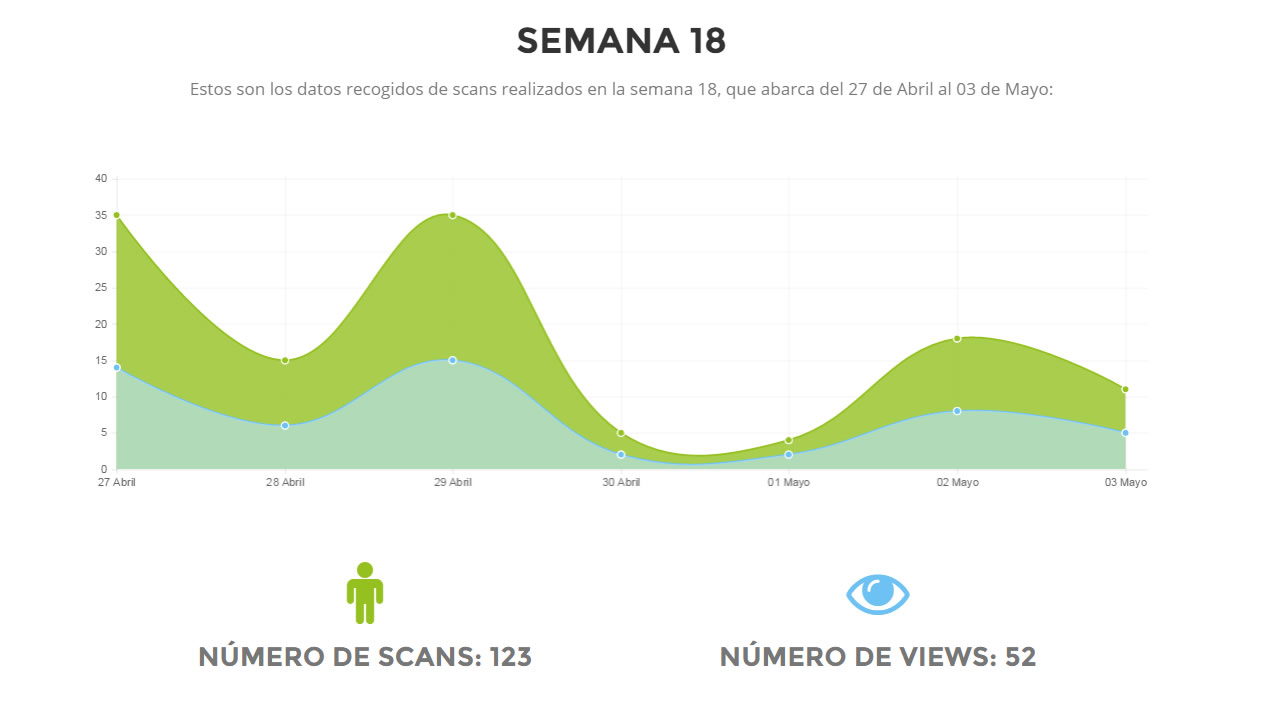 SEMANA 18
Estos son los datos recogidos de scans realizados en la semana 18, que abarca del 27 de Abril al 03 de Mayo:
40
35
30
25
20
15
10
5
0
27 Abril 28 Abril 29 Abril 30 Abril 01 Mayo 02 Mayo 03 Mayo
NÚMERO DE SCANS: 123 NÚMERO DE VIEWS: 52